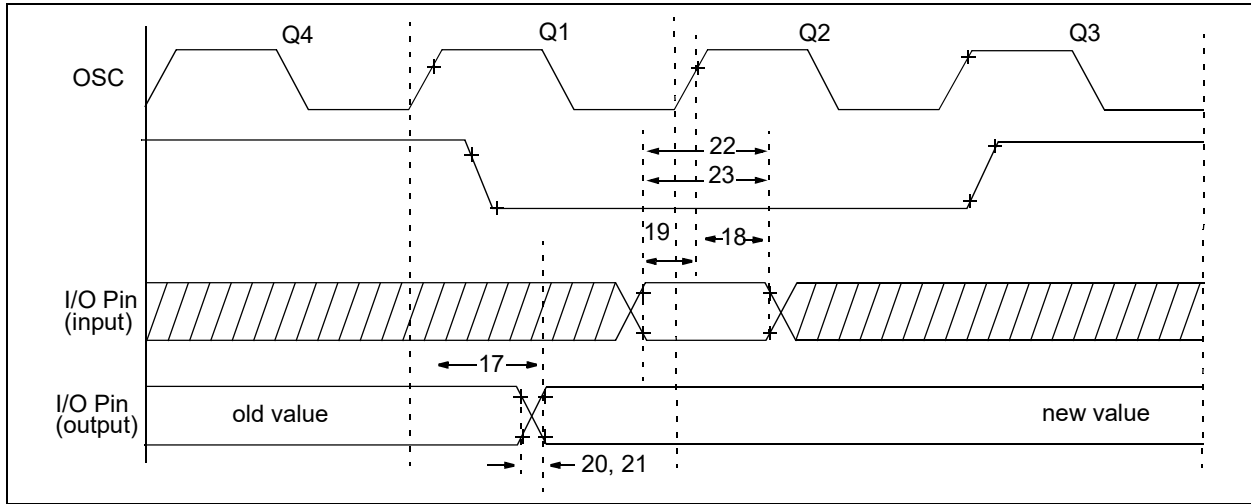 Q4
Q1
Q2
Q3
OSC
22
23
19
18
I/O Pin
(input)
17
I/O Pin
(output)
old value
new value
20, 21